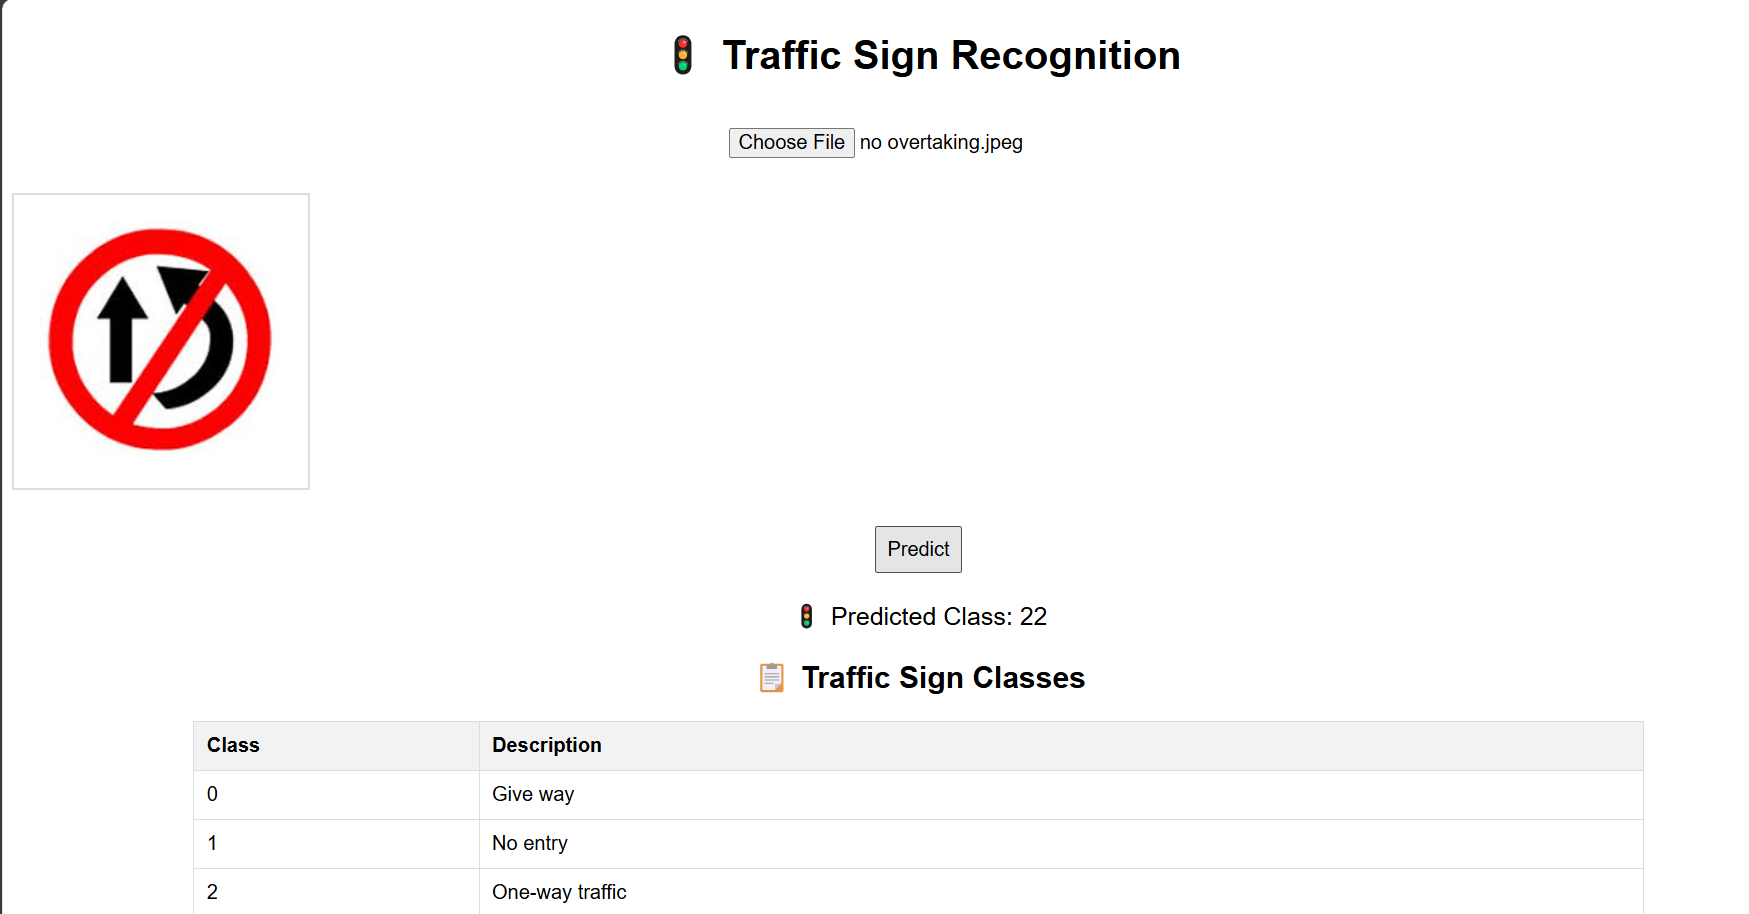 🚦 Traffic Sign Recognition
Choose File no overtaking.jpeg
Predict
🚦 Predicted Class: 22
📋 Traffic Sign Classes
Class Description
0 Give way
1 No entry
2 One-way traffic